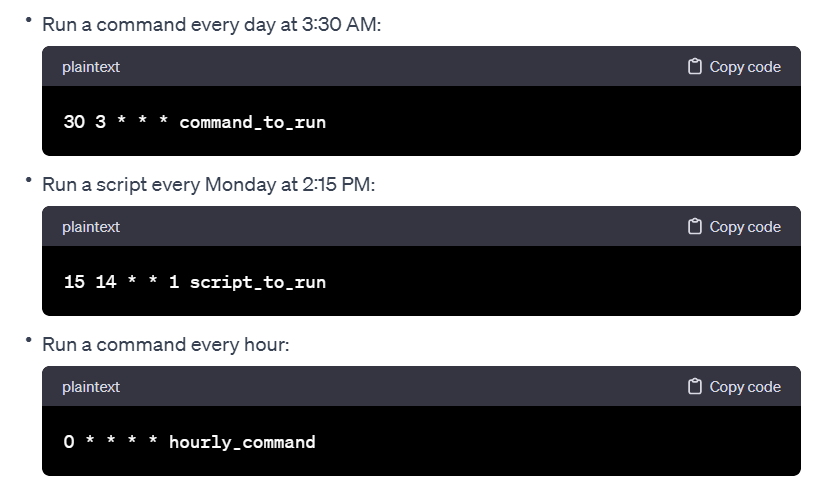 • Run a command every day at 3:30 AM:
plaintext Copy code
30 3 * * * command_to_run
• Run a script every Monday at 2:15 PM:
plaintext Copy code
15 14 * * 1 script_to_run
• Run a command every hour:
plaintext Copy code
0 * * * * hourly_command